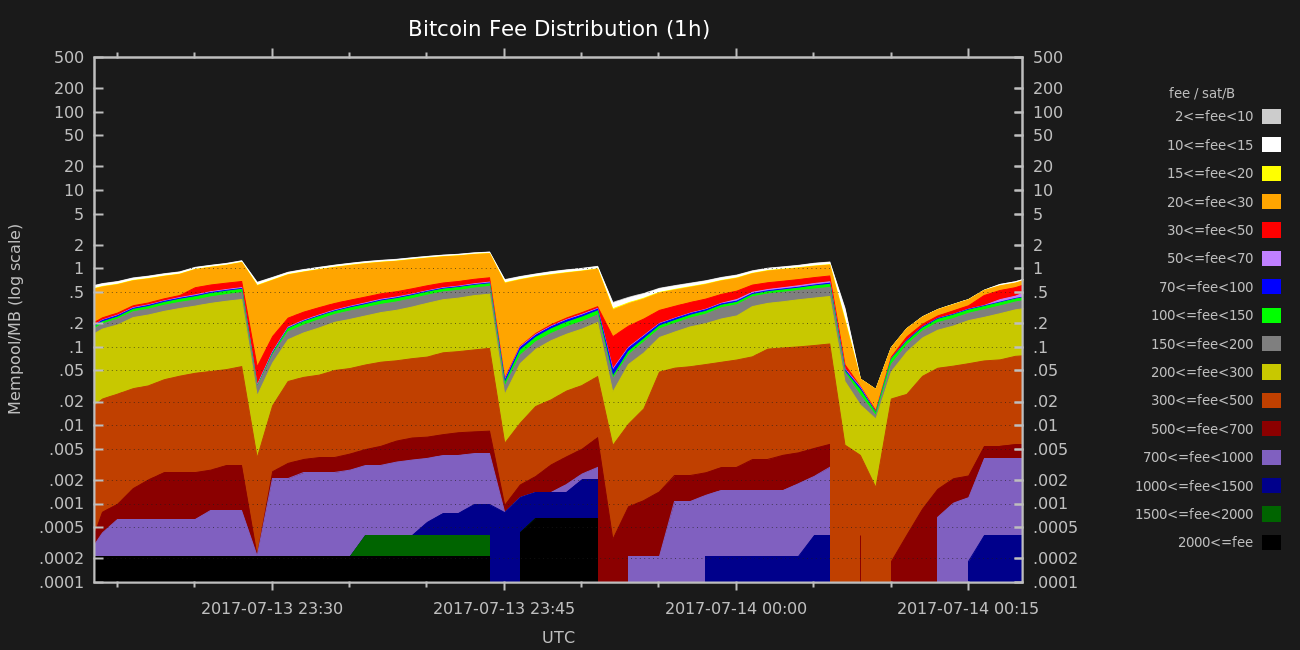 Bitcoin Fee Distribution (1h)
Mempool/MB (log scale)
500
200
100
50
20
10
5
2
1
.5
.2
.1
.05
.02
.01
.005
.002
.001
.0005
.0002
.0001
500
200
100
50
20
10
5
2
1
.5
.2
.1
.05
.02
.01
.005
.002
.001
.0005
.0002
.0001
2017-07-13 23:30
2017-07-13 23:45
2017-07-14 00:00
2017-07-14 00:15
UTC
fee / sat/B
2<=fee<10
10<=fee<15
15<=fee<20
20<=fee<30
30<=fee<50
50<=fee<70
70<=fee<100
100<=fee<150
150<=fee<200
200<=fee<300
300<=fee<500
500<=fee<700
700<=fee<1000
1000<=fee<1500
1500<=fee<2000
2000<=fee